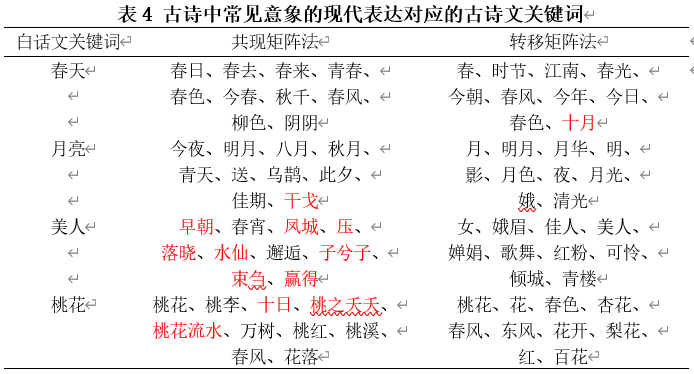 表 4 古诗中常见意象的现代表达对应的古诗文关键词
白话文关键词 共现矩阵法 转移矩阵法
春天 春日、春去、春来、青春、 春、时节、江南、春光、
春色、今春、秋千、春风、 今朝、春风、今年、今日、
柳色、阴阴 春色、十月
月亮 今夜、明月、八月、秋月、 月、明月、月华、明、
青天、送、乌鹊、此夕、 影、月色、夜、月光、
佳期、干戈 娥、清光
美人 早朝、春宵、凤城、压、 女、娥眉、佳人、美人、
落晓、水仙、邂逅、子兮子、 婵娟、歌舞、红粉、可怜、
束刍、赢得 倾城、青楼
桃花 桃花、桃李、十日、桃之夭夭、 桃花、花、春色、杏花、
桃花流水、万树、桃红、桃溪、 春风、东风、花开、梨花、
春风、花落 红、百花